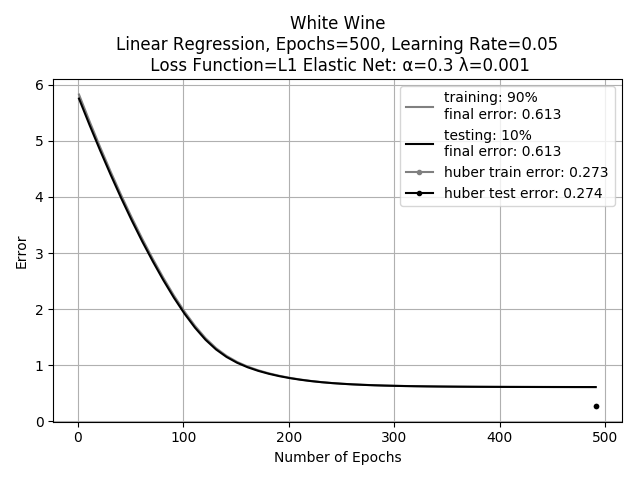 White Wine
Linear Regression, Epochs=500, Learning Rate=0.05
Loss Function=L1 Elastic Net: α=0.3 λ=0.001
6
5
4
3
2
1
0
Error
training: 90%
final error: 0.613
testing: 10%
final error: 0.613
huber train error: 0.273
huber test error: 0.274
0 100 200 300 400 500
Number of Epochs